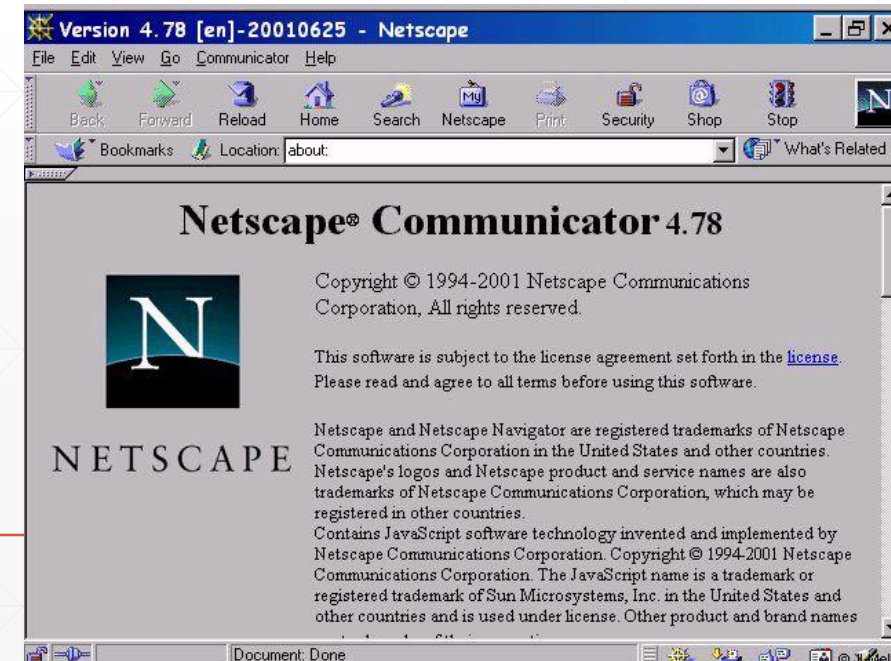 Version 4.78 [en]-20010625 - Netscape
File Edit View Go Communicator Help
My
N
Back Forward Reload Home Search Netscape Print Security Shop Stop
Bookmarks Location: about: What's Related
Netscape® Communicator 4.78
N
NETSCAPE
Copyright © 1994-2001 Netscape Communications
Corporation, All rights reserved.
This software is subject to the license agreement set forth in the license.
Please read and agree to all terms before using this software.
Netscape and Netscape Navigator are registered trademarks of Netscape
Communications Corporation in the United States and other countries.
Netscape's logos and Netscape product and service names are also
trademarks of Netscape Communications Corporation, which may be
registered in other countries.
Contains JavaScript software technology invented and implemented by
Netscape Communications Corporation. Copyright © 1994-2001 Netscape
Communications Corporation. The JavaScript name is a trademark or
registered trademark of Sun Microsystems, Inc. in the United States and
other countries and is used under license. Other product and brand names
Document: Done